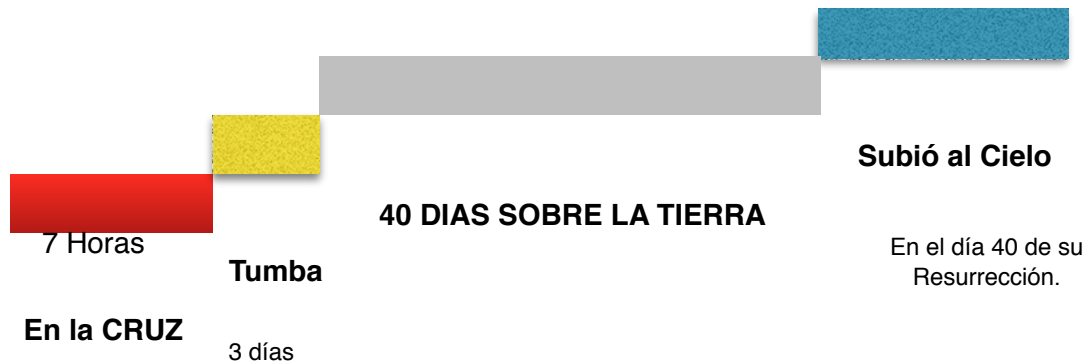 7 Horas
En la CRUZ
Tumba
3 días
40 DIAS SOBRE LA TIERRA
Subió al Cielo
En el día 40 de su
Resurrección.